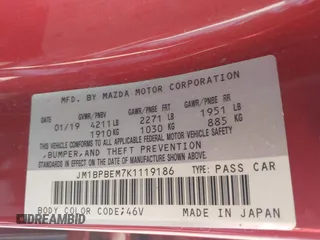 MFD. BY MAZDA MOTOR CORPORATION
GVWR/PNBV GAWR/PNBE FR GAWR/PNBE RR
01/19 4211 LB 2271 LB 1951 LB
1910 KG 1030 KG 885 KG
THIS VEHICLE CONFORMS TO ALL APPLICABLE
FEDERAL MOTOR VEHICLE SAFETY,
BUMPER, AND THEFT PREVENTION
STANDARDS IN EFFECT ON THE DATE OF
MANUFACTURE SHOWN ABOVE.
JM1BPBEM7K1119186 TYPE: PASS CAR
BODY COLOR CODE; 46V MADE IN JAPAN
DREAMBID